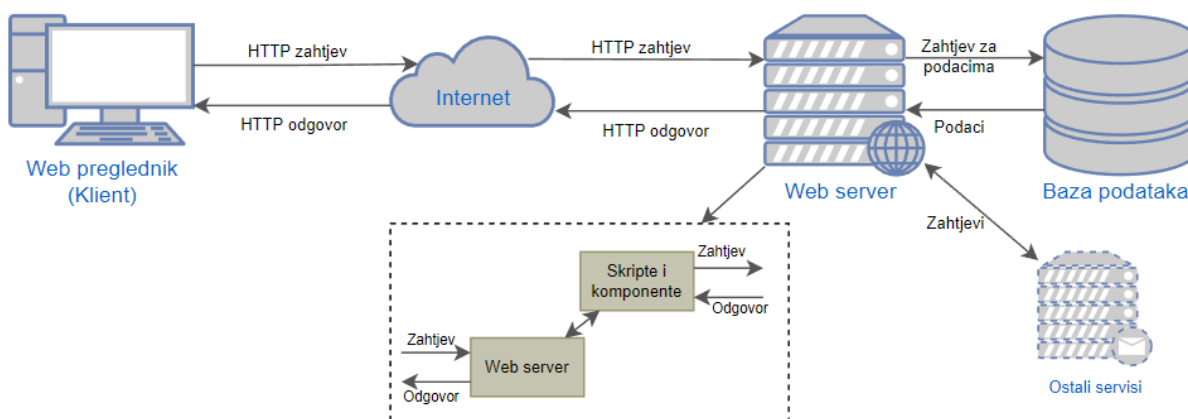 HTTP zahtjev
HTTP zahtjev
Zahtjev za
podacima
Internet
HTTP odgovor
HTTP odgovor
Podaci
Web preglednik
(Klient)
Web server
Baza podataka
Zahtjevi
Zahtjev
Skripte i
komponente
Odgovor
Zahtjev
Web server
Odgovor
Ostali servisi